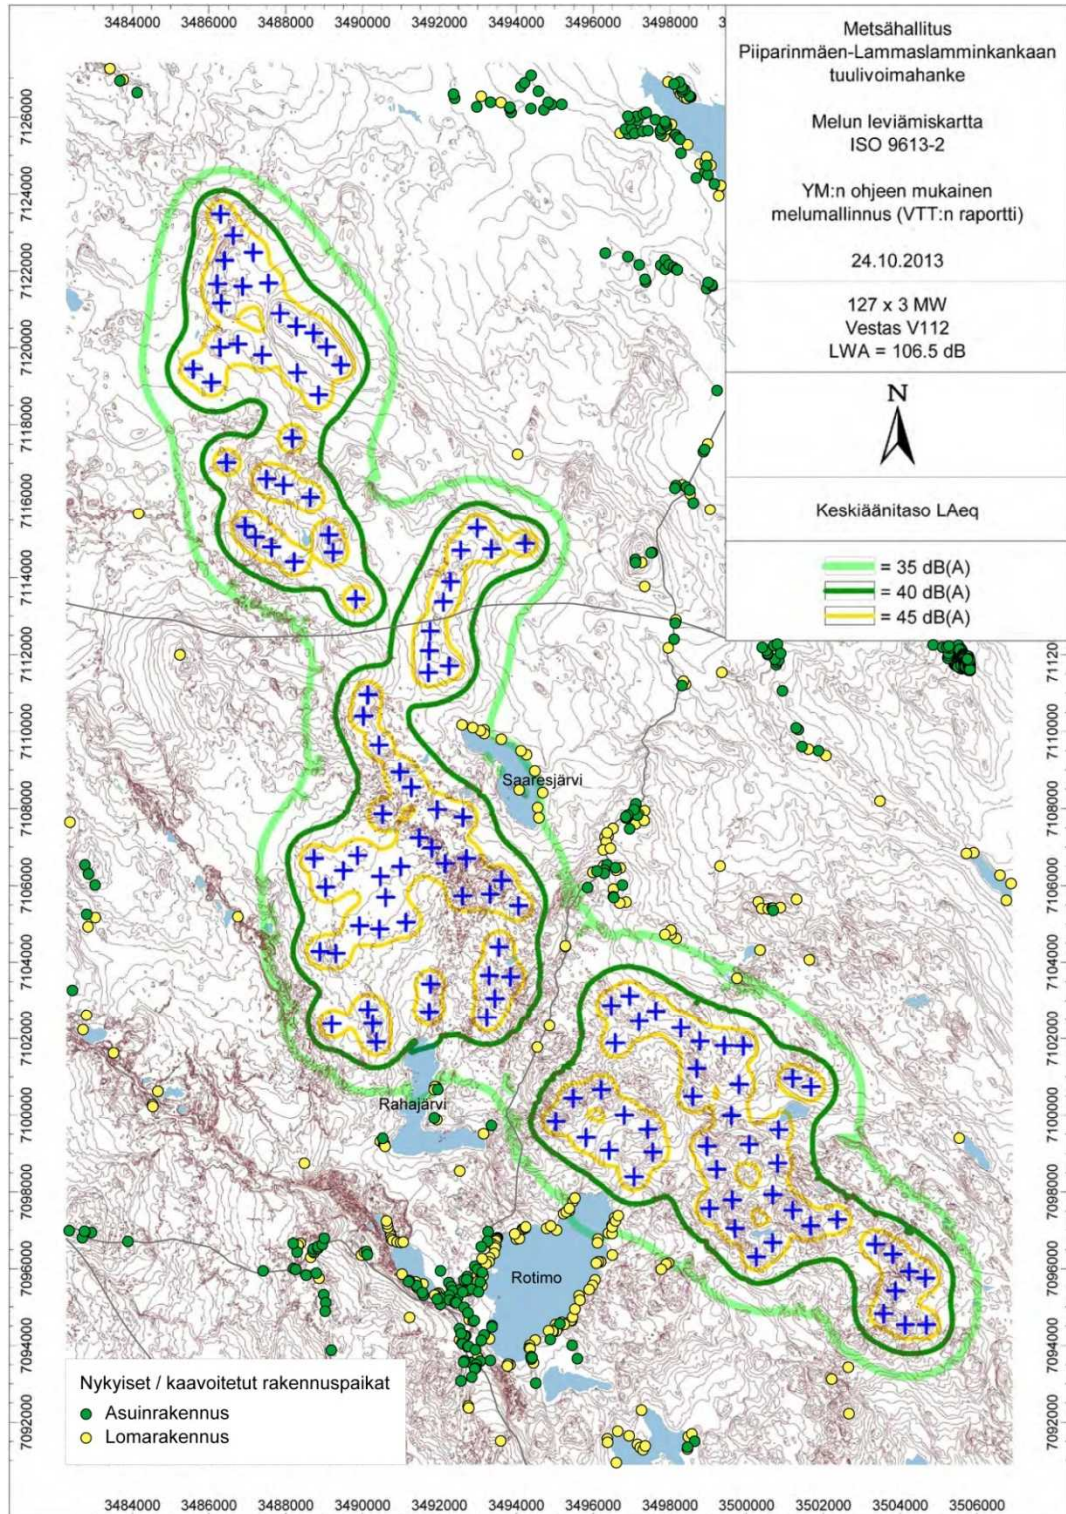 3484000 3486000 3488000 3490000 3492000 3494000 3496000 3498000
Metsähallitus
Piiparinmäen-Lammaslamminkankaan
tuulivoimahanke
Melun leviämiskartta
ISO 9613-2
YM:n ohjeen mukainen
melumallinnus (VTT:n raportti)
24.10.2013
127 x 3 MW
Vestas V112
LWA = 106.5 dB
N
Keskiäänitaso LAeq
= 35 dB(A)
= 40 dB(A)
= 45 dB(A)
7126000
7124000
7122000
7120000
7118000
7116000
7114000
7112000
7110000
7108000
7106000
7104000
7102000
7100000
7098000
7096000
7094000
7092000
Saaresjärvi
Rahajärvi
Rotimo
7110000
7108000
7106000
7104000
7102000
7100000
7098000
7096000
7094000
7092000
Nykyiset / kaavoitetut rakennuspaikat
Asuinrakennus
Lomarakennus
3484000 3486000 3488000 3490000 3492000 3494000 3496000 3498000 3500000 3502000 3504000 3506000